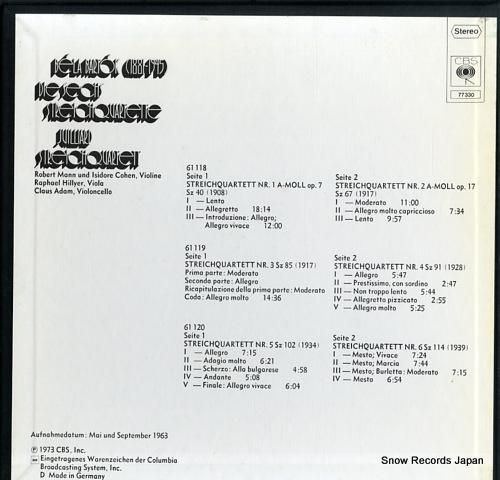 Stereo
CBS
77330
BÉLA BARTÓK (1881-1945)
DIE SECHS
STREICHQUARTETTE
JUILLIARD
STREICHQUARTETT
Robert Mann und Isidore Cohen, Violine
Raphael Hillyer, Viola
Claus Adam, Violoncello
61 118
Seite 1
STREICHQUARTETT NR. 1 A-MOLL op. 7
Sz 40 (1908)
I — Lento
II — Allegretto 18:14
III — Introduzione: Allegro;
Allegro vivace 12:00
Seite 2
STREICHQUARTETT NR. 2 A-MOLL op. 17
Sz 67 (1917)
I — Moderato 11:00
II — Allegro molto capriccioso 7:34
III — Lento 9:57
61 119
Seite 1
STREICHQUARTETT NR. 3 Sz 85 (1917)
Prima parte: Moderato
Seconda parte: Allegro
Ricapitulazione della prima parte: Moderato
Coda: Allegro molto 14:36
Seite 2
STREICHQUARTETT NR. 4 Sz 91 (1928)
I — Allegro 5:47
II — Prestissimo, con sordino 2:47
III — Non troppo lento 5:44
IV — Allegretto pizzicato 2:55
V — Allegro molto 5:25
61 120
Seite 1
STREICHQUARTETT NR. 5 Sz 102 (1934)
I — Allegro 7:15
II — Adagio molto 6:21
III — Scherzo: Alla bulgarese 4:58
IV — Andante 5:08
V — Finale: Allegro vivace 6:04
Seite 2
STREICHQUARTETT NR. 6 Sz 114 (1939)
I — Mesto; Vivace 7:24
II — Mesto; Marcia 7:44
III — Mesto; Burletta: Moderato 7:15
IV — Mesto 6:54
Aufnahmedatum: Mai und September 1963
℗ 1973 CBS, Inc.
Eingetragenes Warenzeichen der Columbia
Broadcasting System, Inc.
D Made in Germany
Snow Records Japan